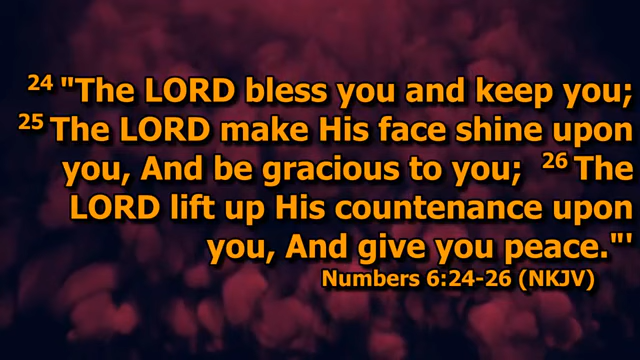 24 "The LORD bless you and keep you;
25 The LORD make His face shine upon
you, And be gracious to you; 26 The
LORD lift up His countenance upon
you, And give you peace."'
Numbers 6:24-26 (NKJV)